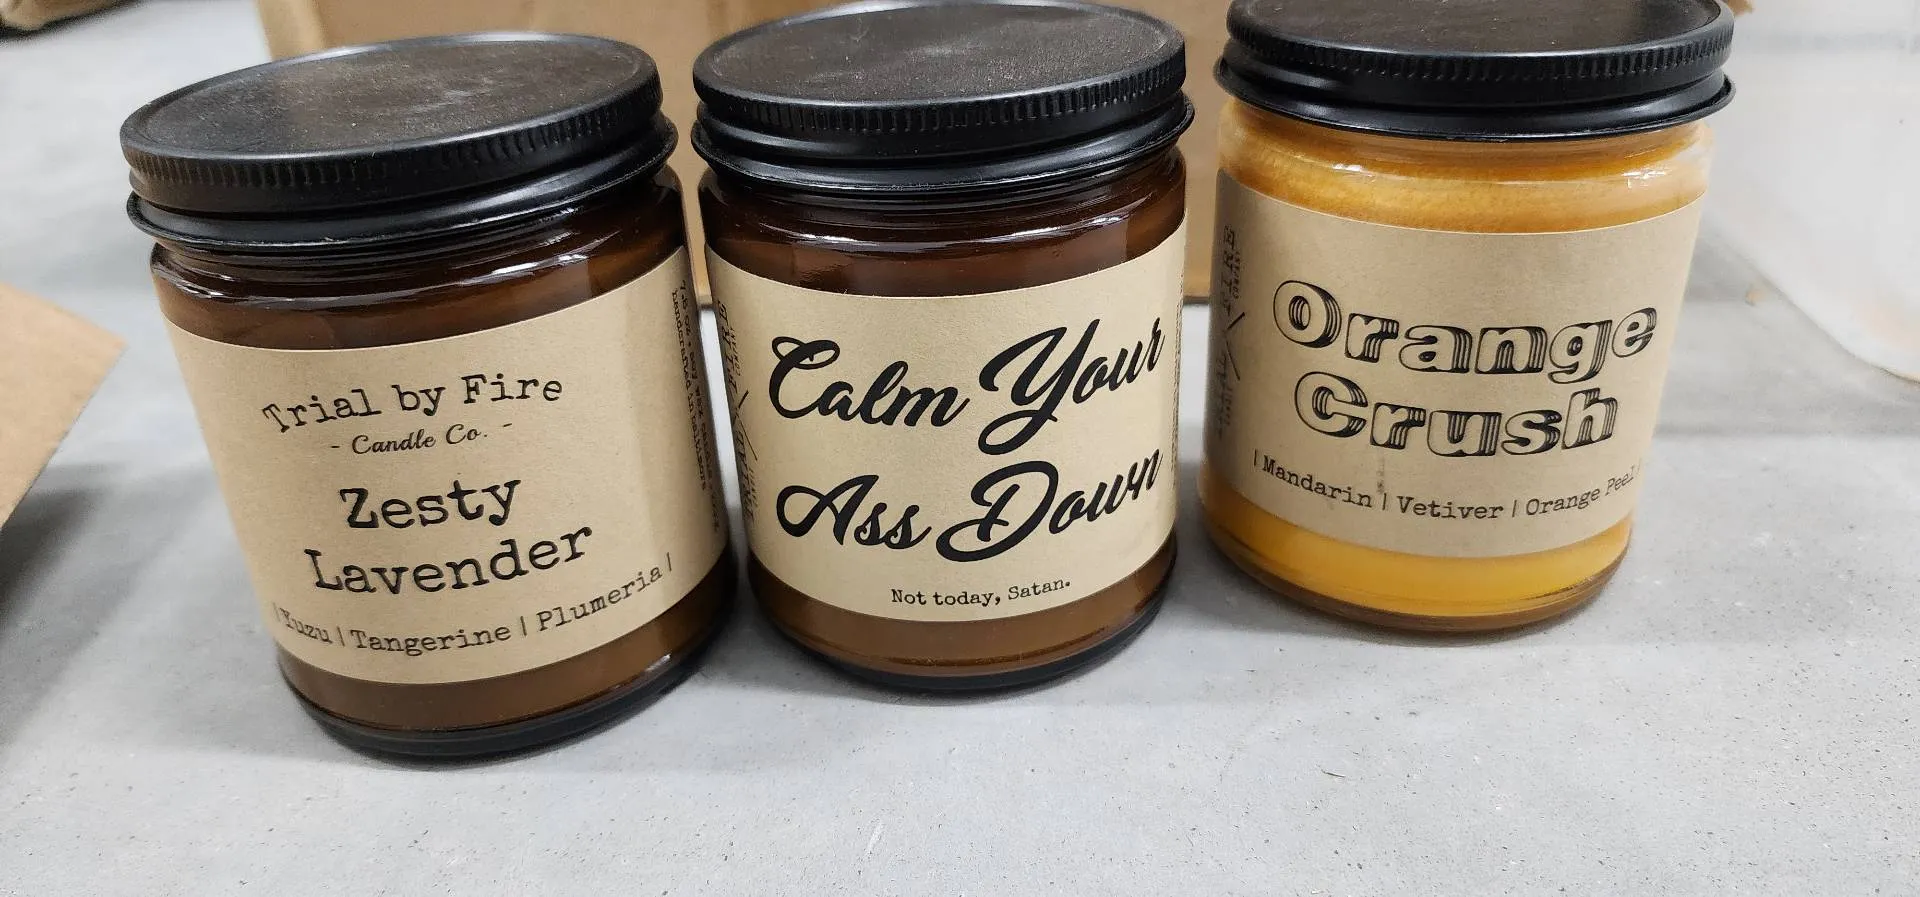 Trial by Fire
- Candle Co. -
Zesty
Lavender
| Yuzu | Tangerine | Plumeria |
Calm Your
Ass Down
Not today, Satan.
Orange
Crush
| Mandarin | Vetiver | Orange Peel |